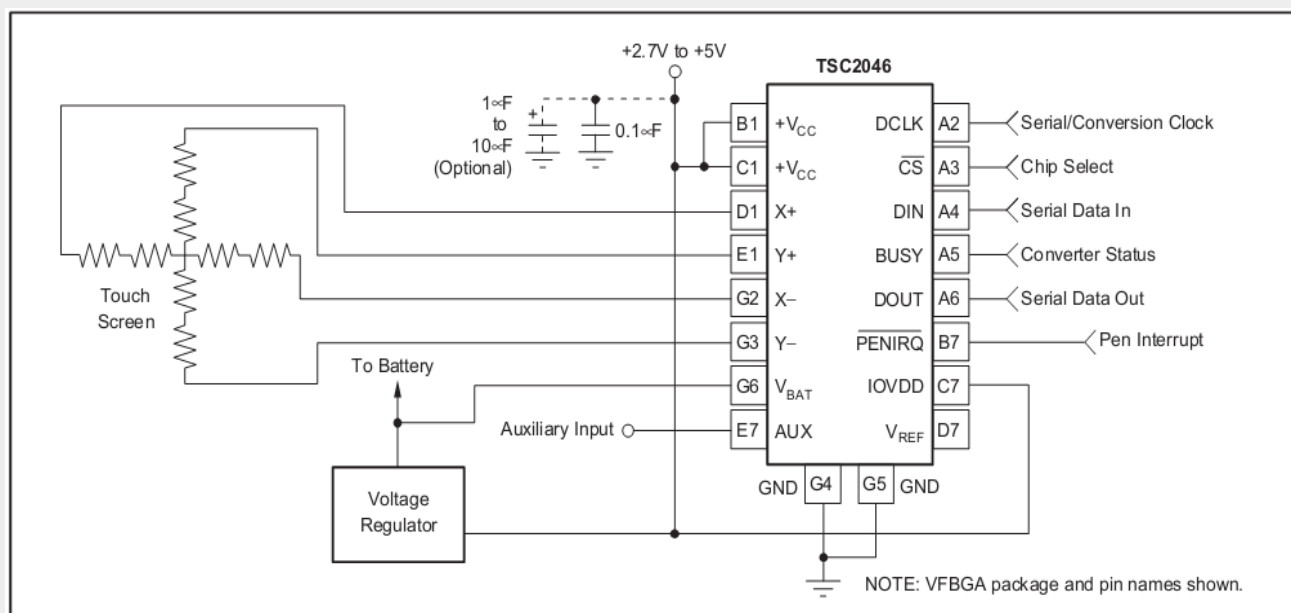 +2.7V to +5V
TSC2046
1∝F
to
10∝F
(Optional)
+
0.1∝F
B1 +VCC DCLK A2 Serial/Conversion Clock
C1 +VCC CS A3 Chip Select
D1 X+ DIN A4 Serial Data In
E1 Y+ BUSY A5 Converter Status
G2 X− DOUT A6 Serial Data Out
G3 Y− PENIRQ B7 Pen Interrupt
G6 VBAT IOVDD C7
E7 AUX VREF D7
Touch
Screen
To Battery
Auxiliary Input
Voltage
Regulator
GND G4 G5 GND
NOTE: VFBGA package and pin names shown.